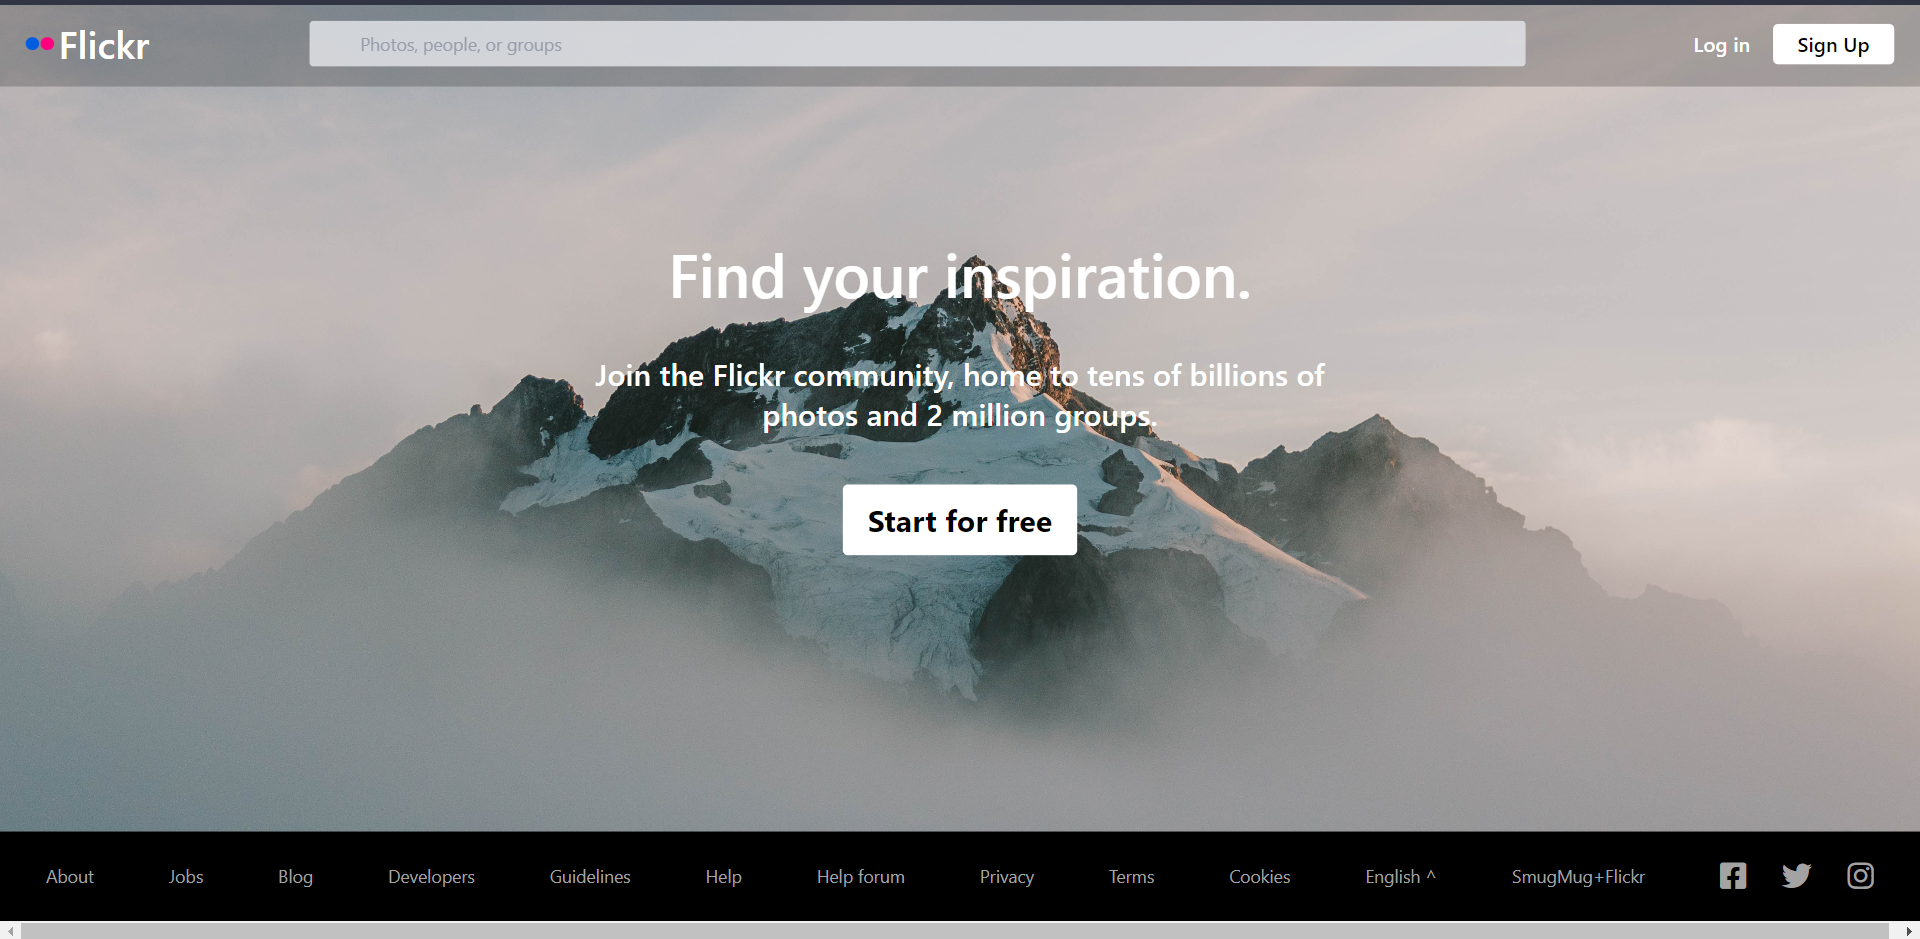 Flickr
Photos, people, or groups
Log in
Sign Up
Find your inspiration.
Join the Flickr community, home to tens of billions of
photos and 2 million groups.
Start for free
About
Jobs
Blog
Developers
Guidelines
Help
Help forum
Privacy
Terms
Cookies
English ^
SmugMug+Flickr